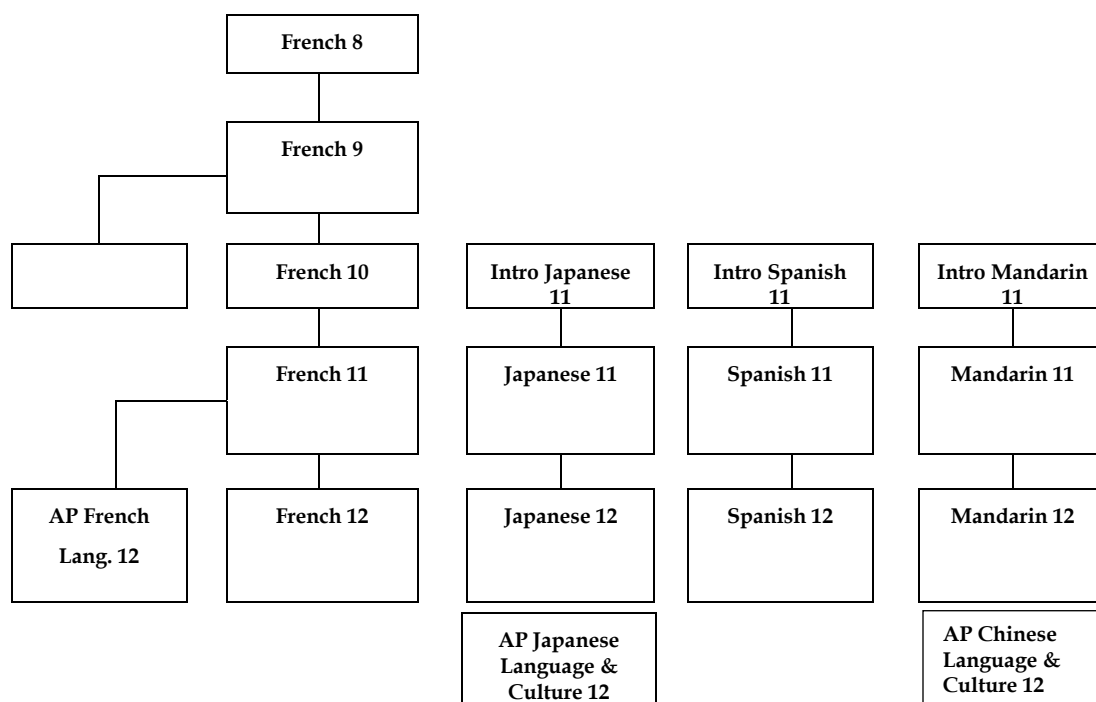 French 8
French 9
French 10
Intro Japanese
11
Intro Spanish
11
Intro Mandarin
11
French 11
Japanese 11
Spanish 11
Mandarin 11
AP French
Lang. 12
French 12
Japanese 12
Spanish 12
Mandarin 12
AP Japanese
Language &
Culture 12
AP Chinese
Language &
Culture 12